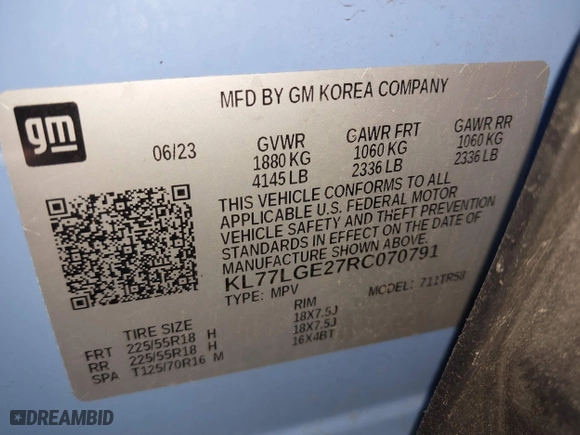 gm
MFD BY GM KOREA COMPANY
06/23 GVWR GAWR FRT GAWR RR
1880 KG 1060 KG 1060 KG
4145 LB 2336 LB 2336 LB
THIS VEHICLE CONFORMS TO ALL
APPLICABLE U.S. FEDERAL MOTOR
VEHICLE SAFETY AND THEFT PREVENTION
STANDARDS IN EFFECT ON THE DATE OF
MANUFACTURE SHOWN ABOVE.
KL77LGE27RC070791
TYPE: MPV MODEL: 711TR58
TIRE SIZE RIM
FRT 225/55R18 H 18X7.5J
RR 225/55R18 H 18X7.5J
SPA T125/70R16 M 16X4BT
DREAMBID